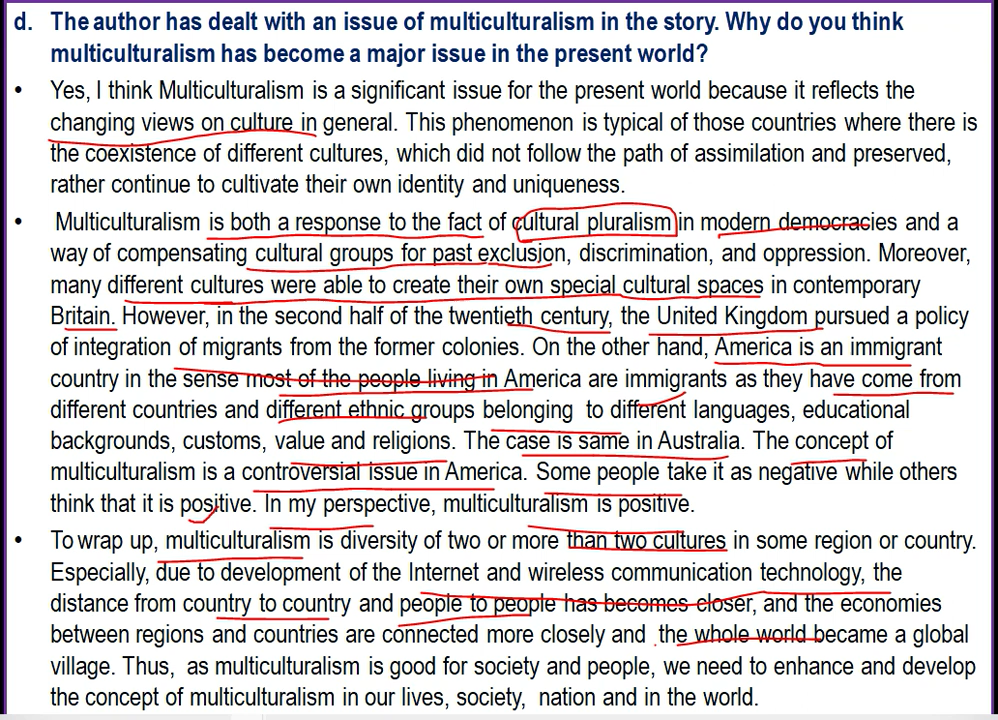 d. The author has dealt with an issue of multiculturalism in the story. Why do you think
multiculturalism has become a major issue in the present world?
• Yes, I think Multiculturalism is a significant issue for the present world because it reflects the
changing views on culture in general. This phenomenon is typical of those countries where there is
the coexistence of different cultures, which did not follow the path of assimilation and preserved,
rather continue to cultivate their own identity and uniqueness.
• Multiculturalism is both a response to the fact of cultural pluralism in modern democracies and a
way of compensating cultural groups for past exclusion, discrimination, and oppression. Moreover,
many different cultures were able to create their own special cultural spaces in contemporary
Britain. However, in the second half of the twentieth century, the United Kingdom pursued a policy
of integration of migrants from the former colonies. On the other hand, America is an immigrant
country in the sense most of the people living in America are immigrants as they have come from
different countries and different ethnic groups belonging to different languages, educational
backgrounds, customs, value and religions. The case is same in Australia. The concept of
multiculturalism is a controversial issue in America. Some people take it as negative while others
think that it is positive. In my perspective, multiculturalism is positive.
• To wrap up, multiculturalism is diversity of two or more than two cultures in some region or country.
Especially, due to development of the Internet and wireless communication technology, the
distance from country to country and people to people has becomes closer, and the economies
between regions and countries are connected more closely and the whole world became a global
village. Thus, as multiculturalism is good for society and people, we need to enhance and develop
the concept of multiculturalism in our lives, society, nation and in the world.